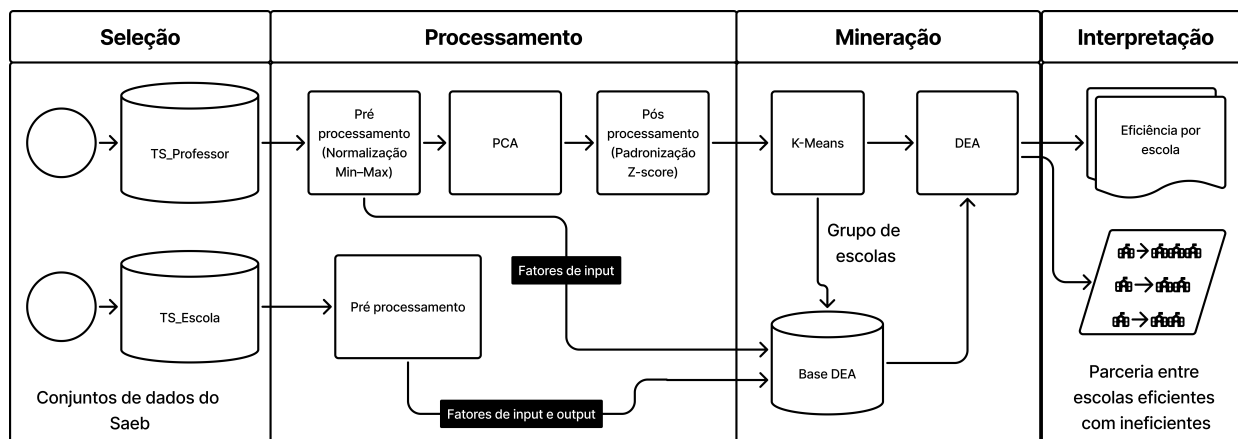 Seleção
Processamento
Mineração
Interpretação
TS_Professor
Pré
processamento
(Normalização
Min–Max)
PCA
Pós
processamento
(Padronização
Z-score)
K-Means
DEA
Eficiência por
escola
Grupo de
escolas
Fatores de input
TS_Escola
Pré processamento
Base DEA
Conjuntos de dados do
Saeb
Fatores de input e output
Parceria entre
escolas eficientes
com ineficientes